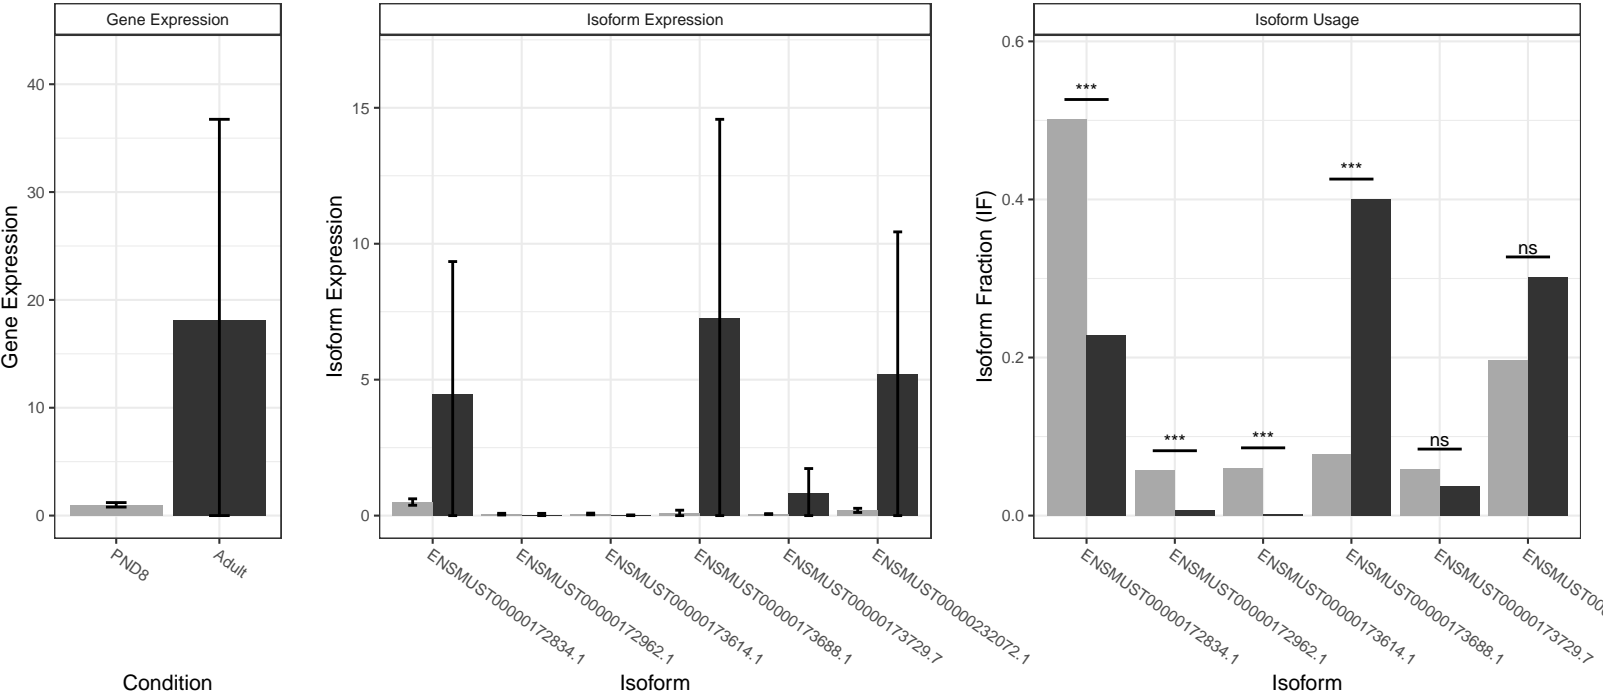 Gene Expression
Isoform Expression
Isoform Usage
Gene Expression
40
30
20
10
0
PND8
Adult
Condition
Isoform Expression
15
10
5
0
ENSMUST00000172834.1
ENSMUST00000172962.1
ENSMUST00000173614.1
ENSMUST00000173688.1
ENSMUST00000173729.7
ENSMUST00000232072.1
Isoform
Isoform Fraction (IF)
0.6
0.4
0.2
0.0
***
***
***
***
ns
ns
ENSMUST00000172834.1
ENSMUST00000172962.1
ENSMUST00000173614.1
ENSMUST00000173688.1
ENSMUST00000173729.7
Isoform